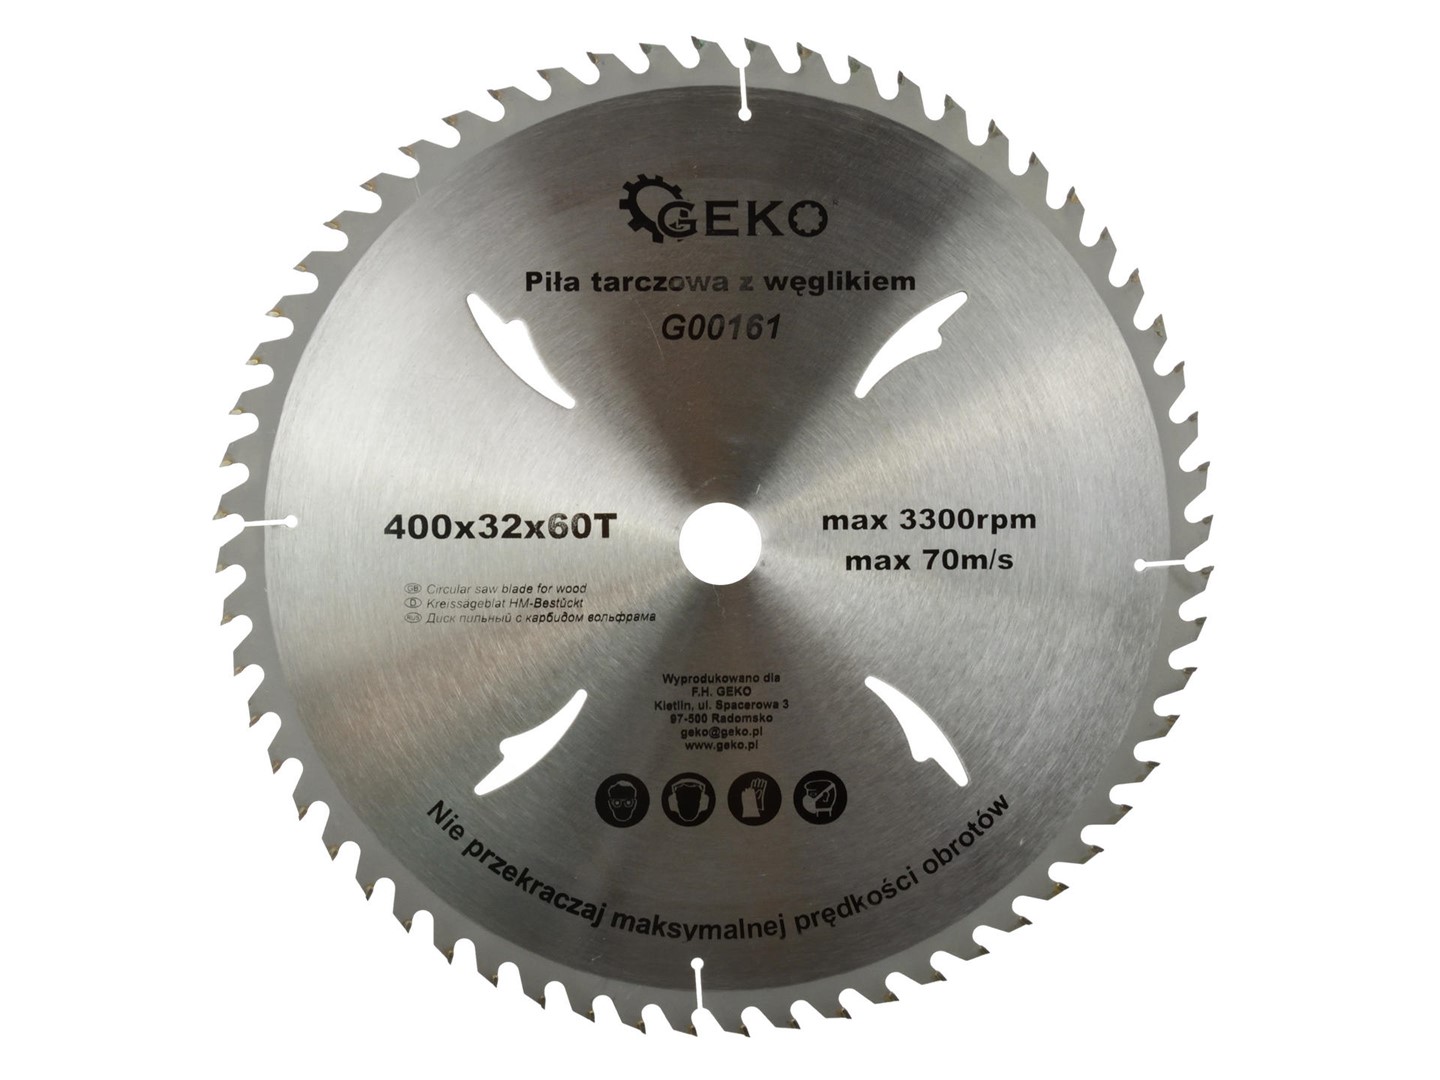 GEKO
Piła tarczowa z węglikiem
G00161
400x32x60T
max 3300rpm
max 70m/s
GB Circular saw blade for wood
D Kreissägeblat HM-Bestückt
RUS Диск пильный с карбидом вольфрама
Wyprodukowano dla
F.H. GEKO
Kietlin, ul. Spacerowa 3
97-500 Radomsko
geko@geko.pl
www.geko.pl
Nie przekraczaj maksymalnej prędkości obrotów